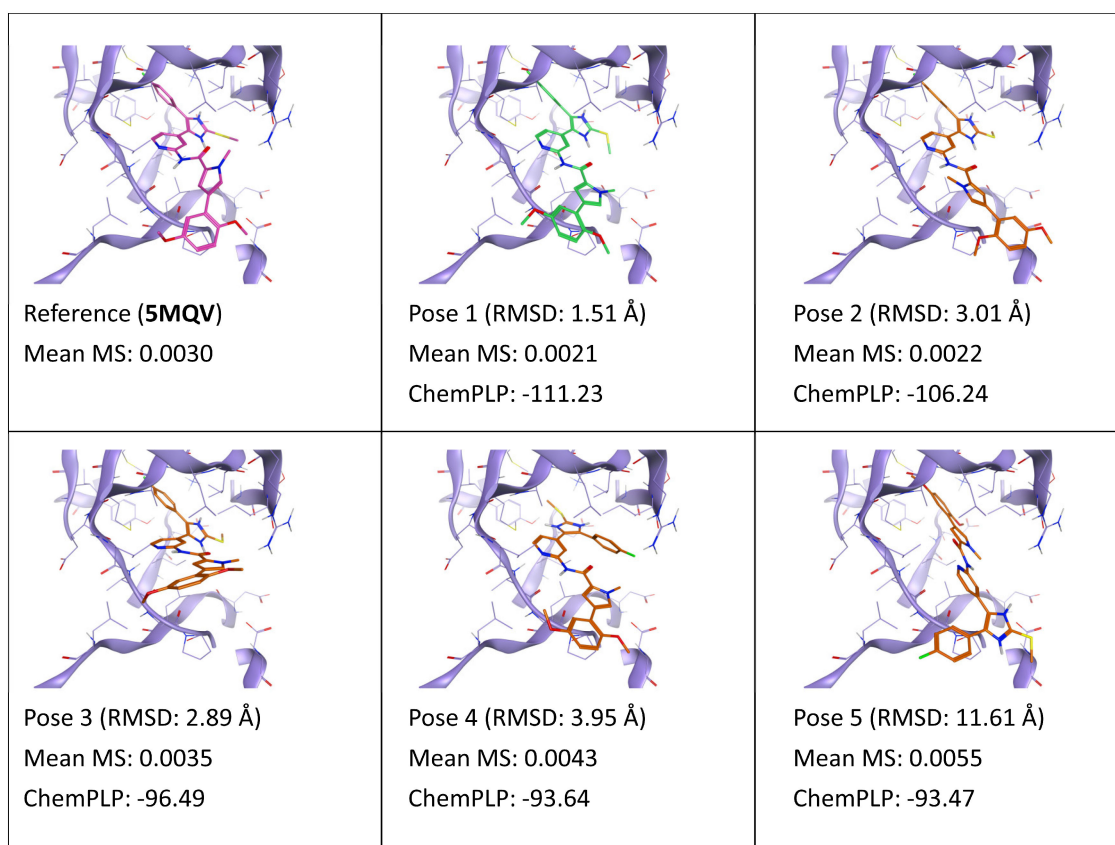 Reference (5MQV)
Mean MS: 0.0030
Pose 1 (RMSD: 1.51 Å)
Mean MS: 0.0021
ChemPLP: -111.23
Pose 2 (RMSD: 3.01 Å)
Mean MS: 0.0022
ChemPLP: -106.24
Pose 3 (RMSD: 2.89 Å)
Mean MS: 0.0035
ChemPLP: -96.49
Pose 4 (RMSD: 3.95 Å)
Mean MS: 0.0043
ChemPLP: -93.64
Pose 5 (RMSD: 11.61 Å)
Mean MS: 0.0055
ChemPLP: -93.47